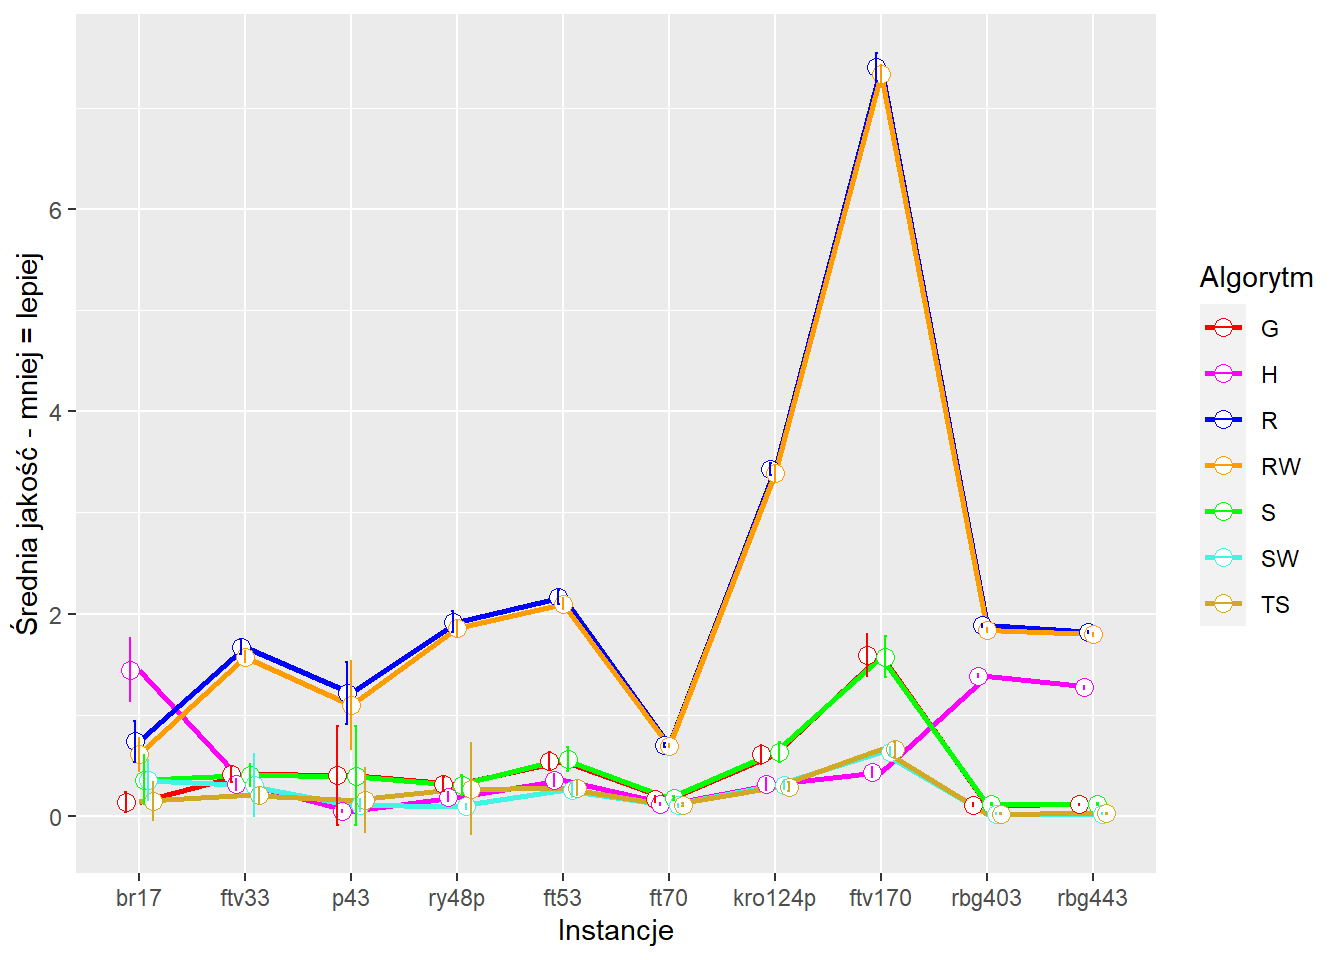 Średnia jakość - mniej = lepiej
6
4
2
0
br17 ftv33 p43 ry48p ft53 ft70 kro124p ftv170 rbg403 rbg443
Instancje
Algorytm
G
H
R
RW
S
SW
TS